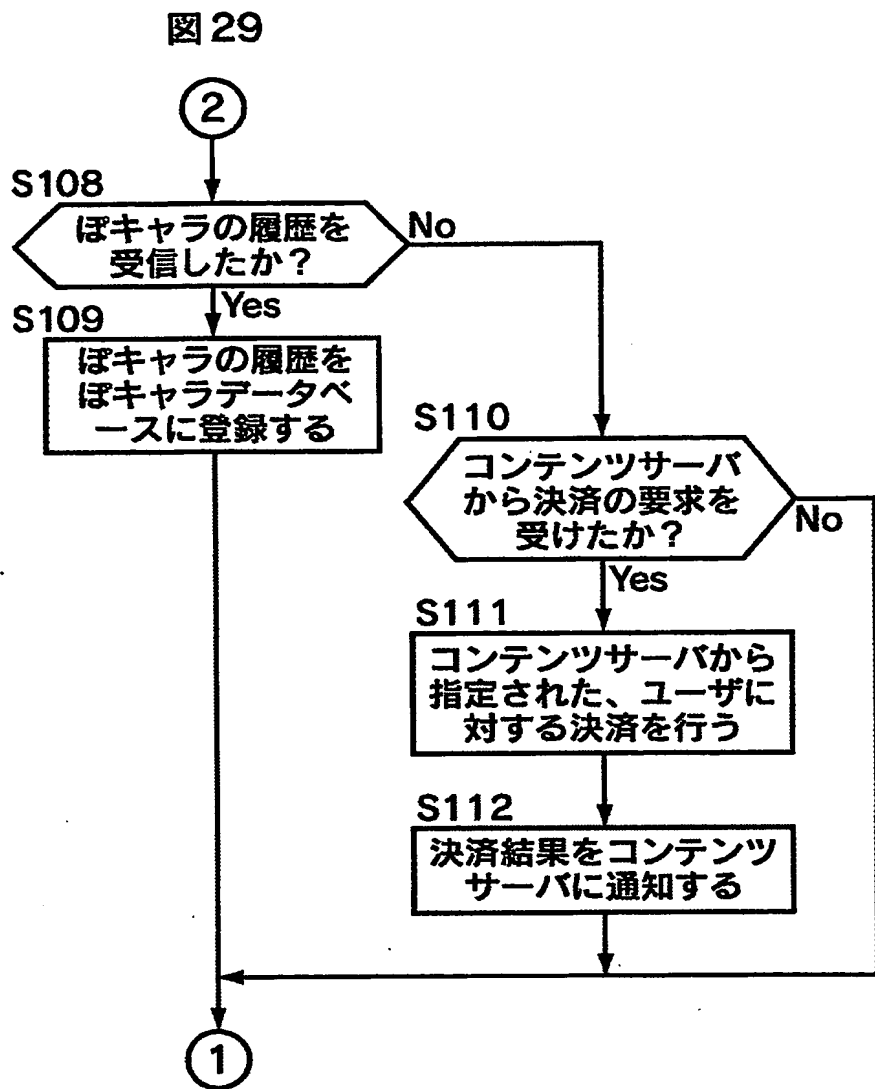 図29
2
S108
ぽキャラの履歴を
受信したか？
No
Yes
S109
ぽキャラの履歴を
ぽキャラデータベ
ースに登録する
S110
コンテンツサーバ
から決済の要求を
受けたか？
No
Yes
S111
コンテンツサーバから
指定された、ユーザに
対する決済を行う
S112
決済結果をコンテンツ
サーバに通知する
1